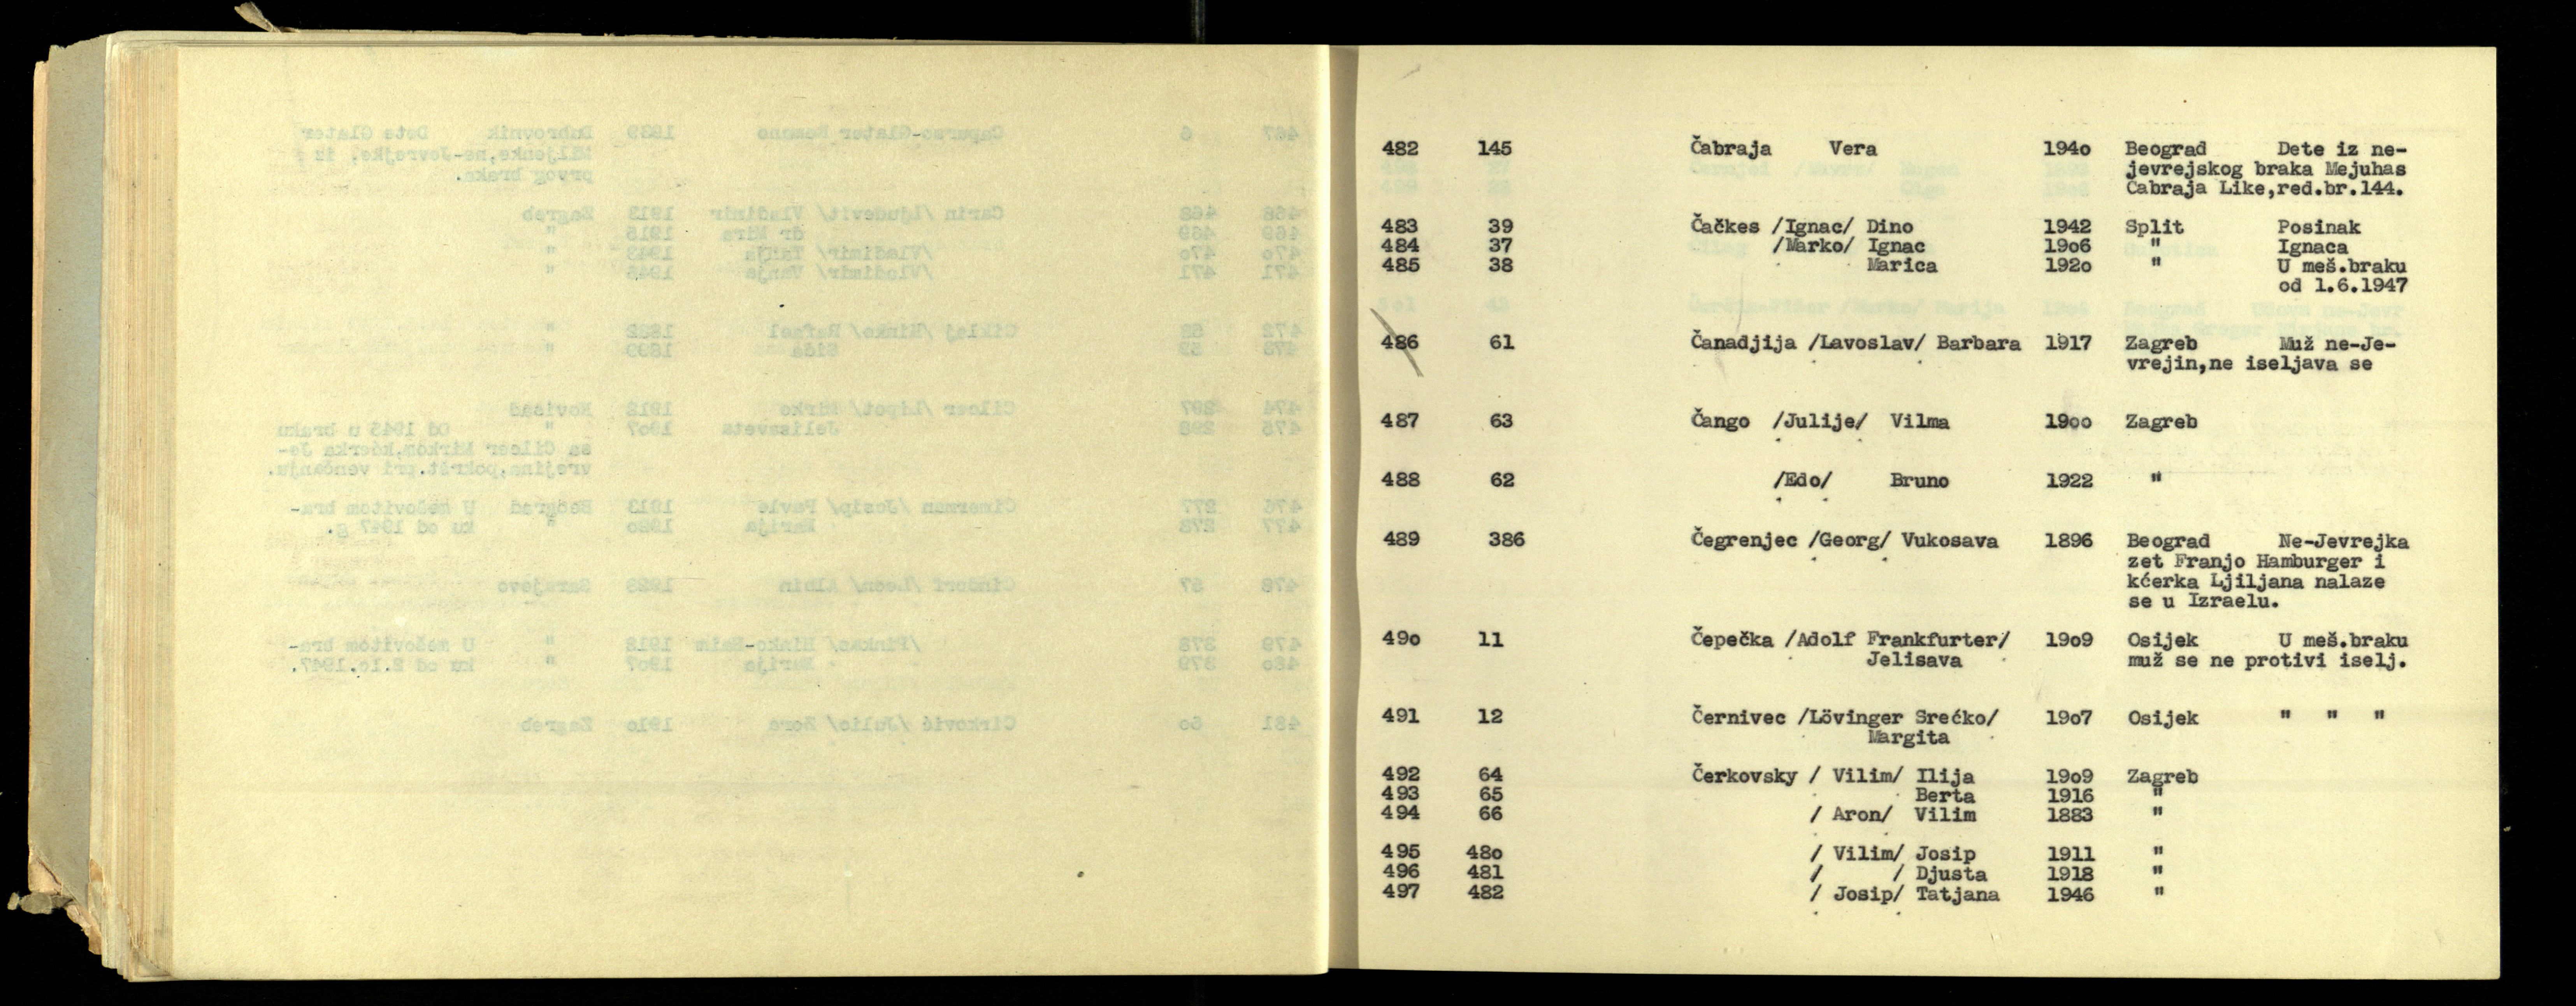 482 145 Čabraja Vera 194o Beograd Dete iz ne-
jevrejskog braka Mejuhas
Čabraja Like,red.br.144.
483 39 Čačkes /Ignac/ Dino 1942 Split Posinak
484 37 /Marko/ Ignac 19o6 " Ignaca
485 38 Marica 192o " U meš.braku
od 1.6.1947
486 61 Čanadjija /Lavoslav/ Barbara 1917 Zagreb Muž ne-Je-
vrejin,ne iseljava se
487 63 Čango /Julije/ Vilma 19oo Zagreb
488 62 /Edo/ Bruno 1922 "
489 386 Čegrenjec /Georg/ Vukosava 1896 Beograd Ne-Jevrejka
zet Franjo Hamburger i
kćerka Ljiljana nalaze
se u Izraelu.
49o 11 Čepečka /Adolf Frankfurter/ 19o9 Osijek U meš.braku
Jelisava muž se ne protivi iselj.
491 12 Černivec /Lövinger Srećko/ 19o7 Osijek " " "
Margita
492 64 Čerkovsky / Vilim/ Ilija 19o9 Zagreb
493 65 Berta 1916 "
494 66 / Aron/ Vilim 1883 "
495 48o / Vilim/ Josip 1911 "
496 481 / / Djusta 1918 "
497 482 / Josip/ Tatjana 1946 "